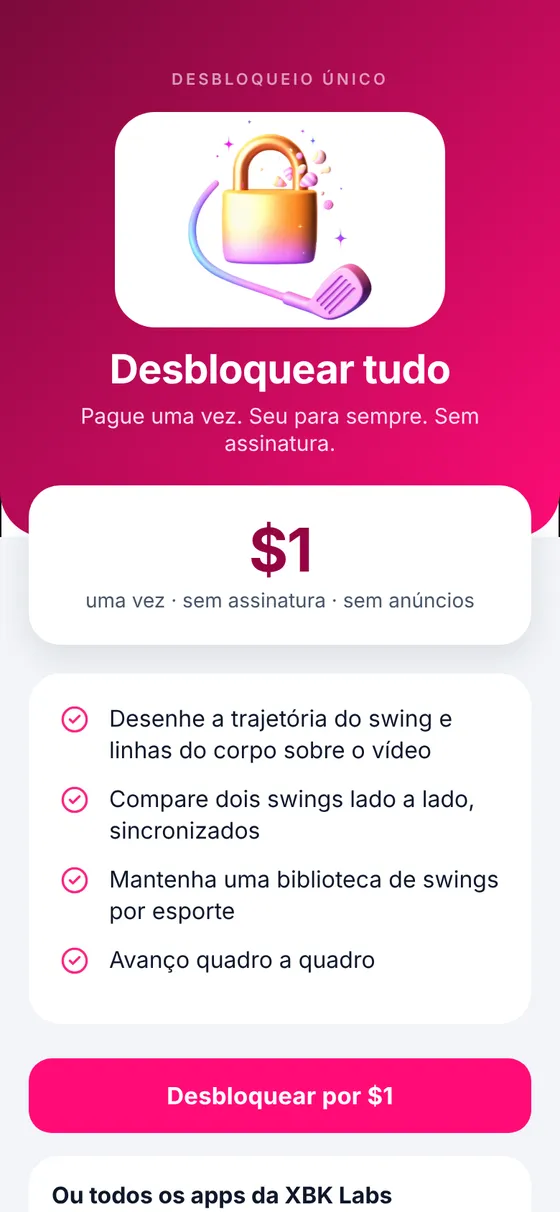 DESBLOQUEIO ÚNICO
Desbloquear tudo
Pague uma vez. Seu para sempre. Sem
assinatura.
$1
uma vez · sem assinatura · sem anúncios
Desenhe a trajetória do swing e
linhas do corpo sobre o vídeo
Compare dois swings lado a lado,
sincronizados
Mantenha uma biblioteca de swings
por esporte
Avanço quadro a quadro
Desbloquear por $1
Ou todos os apps da XBK Labs